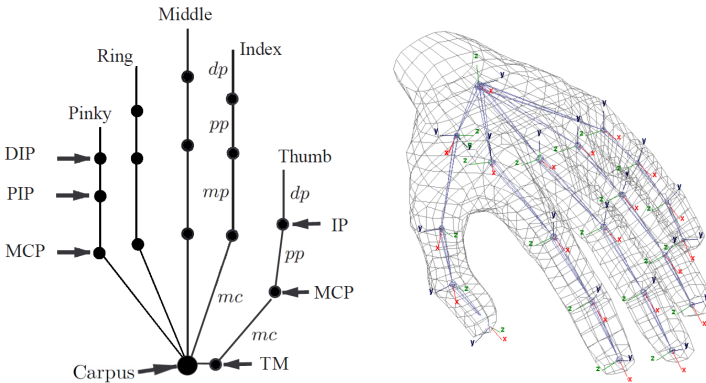 Middle
Ring
Index
dp
Pinky
pp
DIP
Thumb
PIP
mp
dp
IP
MCP
pp
mc
MCP
mc
Carpus
TM
z
y
x
y
x
y
z
z
y
z
y
x
z
x
y
z
y
x
y
x
z
x
y
z
x
y
z
x
y
z
x
y
z
x
y
z
x
y
z
x